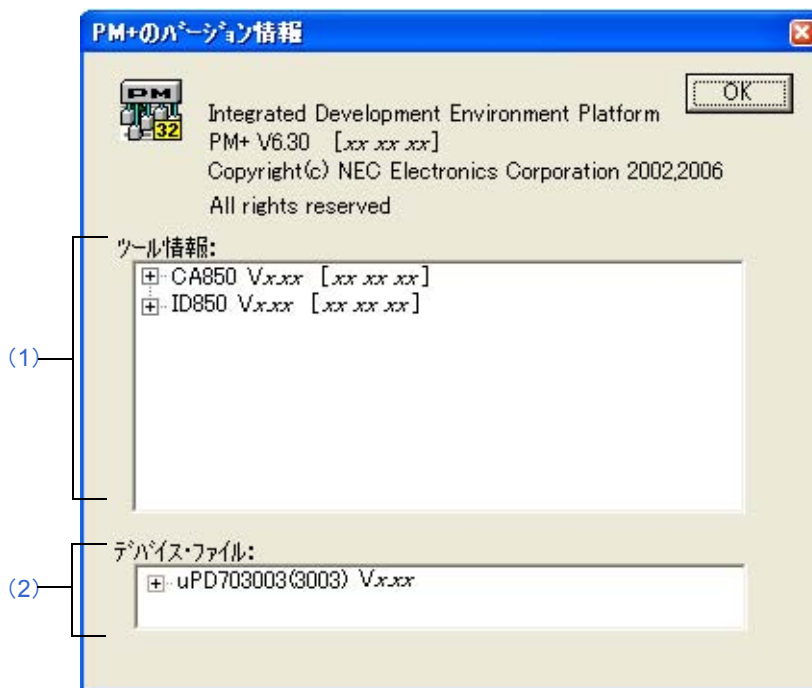 PM+のﾊﾞｰｼﾞｮﾝ情報
OK
PM
32
Integrated Development Environment Platform
PM+ V6.30 [xx xx xx]
Copyright(c) NEC Electronics Corporation 2002,2006
All rights reserved
(1)
ﾂｰﾙ情報:
CA850 Vx.xx [xx xx xx]
ID850 Vx.xx [xx xx xx]
(2)
ﾃﾞﾊﾞｲｽ･ﾌｧｲﾙ:
uPD703003(3003) Vx.xx